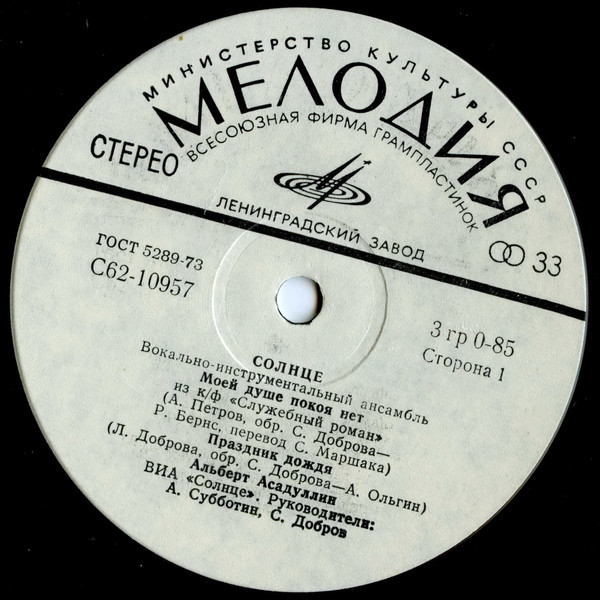 МИНИСТЕРСТВО КУЛЬТУРЫ СССР
МЕЛОДИЯ
ВСЕСОЮЗНАЯ ФИРМА ГРАМПЛАСТИНОК
СТЕРЕО
ЛЕНИНГРАДСКИЙ ЗАВОД
33
ГОСТ 5289-73
С62-10957
3 гр 0-85
Сторона 1
СОЛНЦЕ
Вокально-инструментальный ансамбль
Моей душе покоя нет
из к/ф «Служебный роман»
(А. Петров, обр. С. Доброва—
Р. Бернс, перевод С. Маршака)
Праздник дождя
(Л. Доброва, обр. С. Доброва—А. Ольгин)
Альберт Асадуллин
ВИА «Солнце». Руководители:
А. Субботин, С. Добров